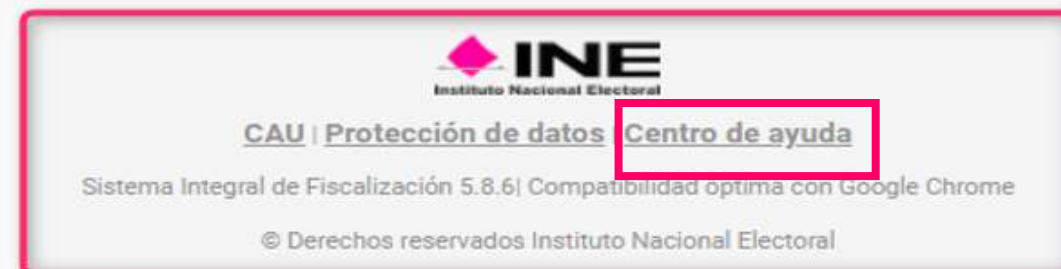 INE
Instituto Nacional Electoral
CAU | Protección de datos | Centro de ayuda
Sistema Integral de Fiscalización 5.8.6| Compatibilidad óptima con Google Chrome
© Derechos reservados Instituto Nacional Electoral